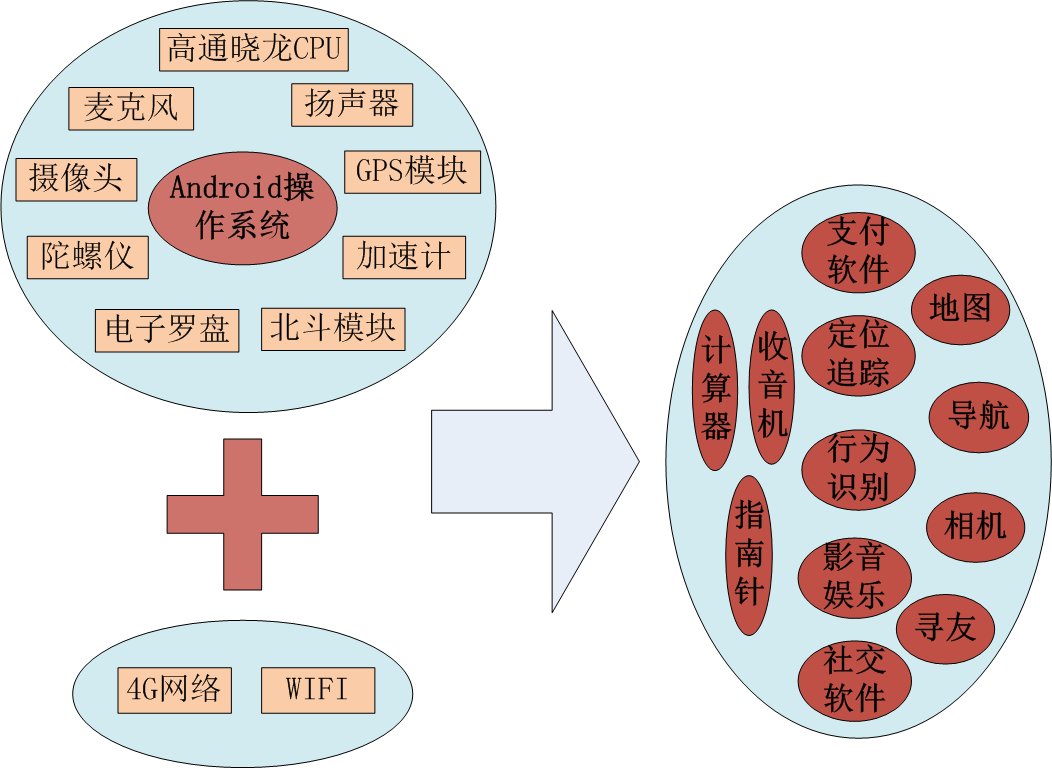 高通晓龙CPU
麦克风
扬声器
摄像头
GPS模块
Android操
作系统
陀螺仪
加速计
电子罗盘
北斗模块
4G网络
WIFI
支付
软件
地图
计算器
收音机
定位
追踪
导航
行为
识别
指南针
相机
影音
娱乐
寻友
社交
软件